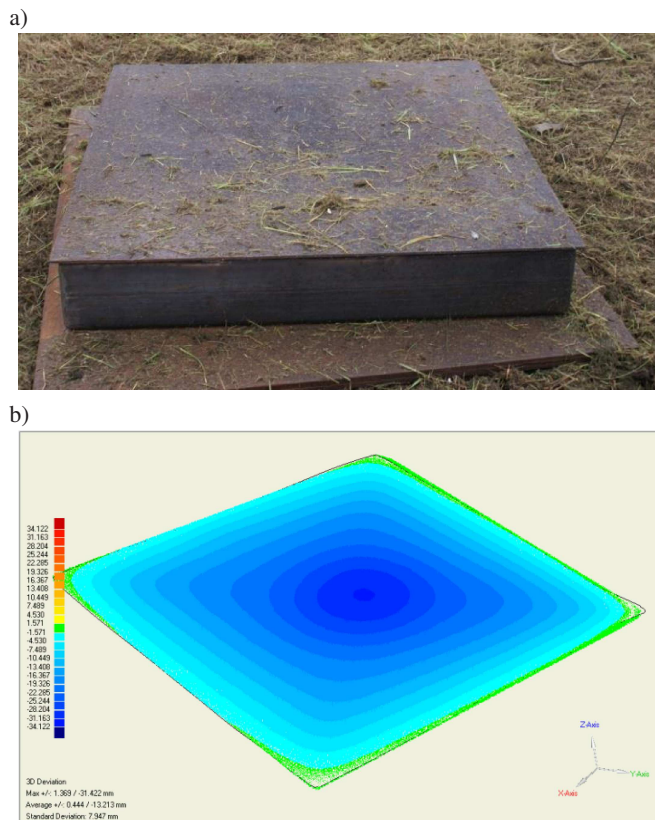 a)
b)
34.122
31.163
28.204
25.244
22.285
19.326
16.367
13.408
10.449
7.489
4.530
1.571
-1.571
-4.530
-7.489
-10.449
-13.408
-16.367
-19.326
-22.285
-25.244
-28.204
-31.163
-34.122
Z-Axis
Y-Axis
X-Axis
3D Deviation
Max +/-: 1.369 / -31.422 mm
Average +/-: 0.444 / -13.213 mm
Standard Deviation: 7.947 mm